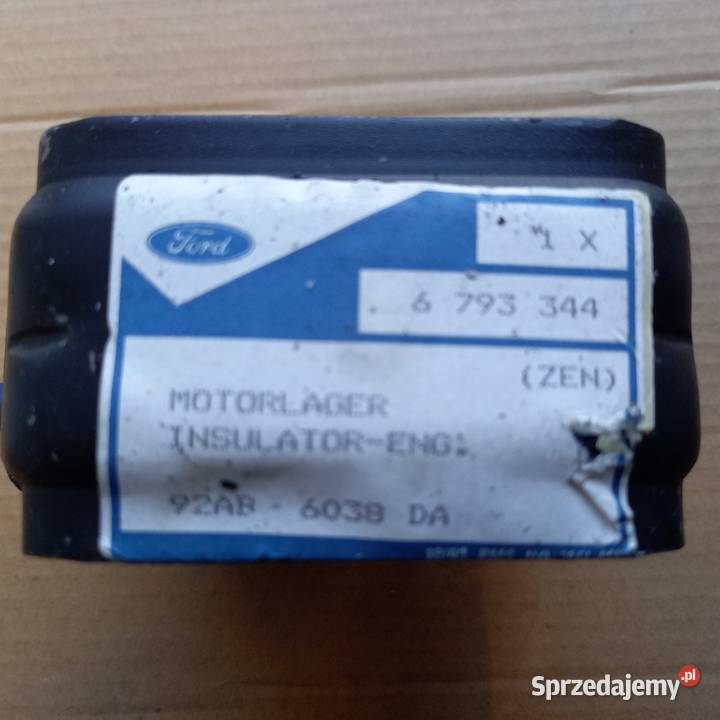 Ford
1 X
6 793 344
(ZEN)
MOTORLAGER
INSULATOR-ENG.
92AB - 6038 DA
Sprzedajemy.pl